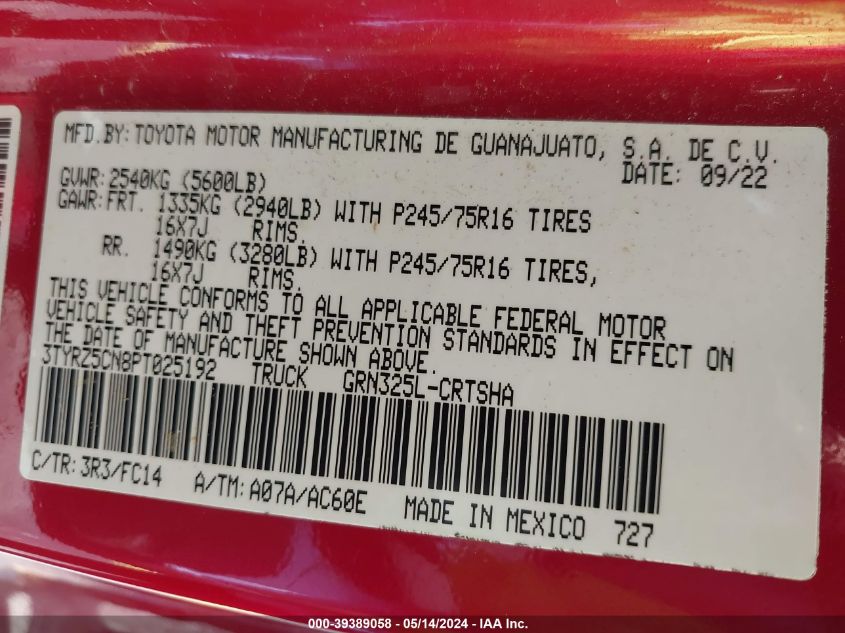 MFD.BY: TOYOTA MOTOR MANUFACTURING DE GUANAJUATO, S.A. DE C.V.
GVWR: 2540KG (5600LB) DATE: 09/22
GAWR: FRT. 1335KG (2940LB) WITH P245/75R16 TIRES
16X7J RIMS.
RR. 1490KG (3280LB) WITH P245/75R16 TIRES,
16X7J RIMS.
THIS VEHICLE CONFORMS TO ALL APPLICABLE FEDERAL MOTOR
VEHICLE SAFETY AND THEFT PREVENTION STANDARDS IN EFFECT ON
THE DATE OF MANUFACTURE SHOWN ABOVE.
3TYRZ5CN8PT025192 TRUCK GRN325L-CRTSHA
C/TR: 3R3/FC14 A/TM: A07A/AC60E MADE IN MEXICO 727
000-39389058 - 05/14/2024 - IAA Inc.